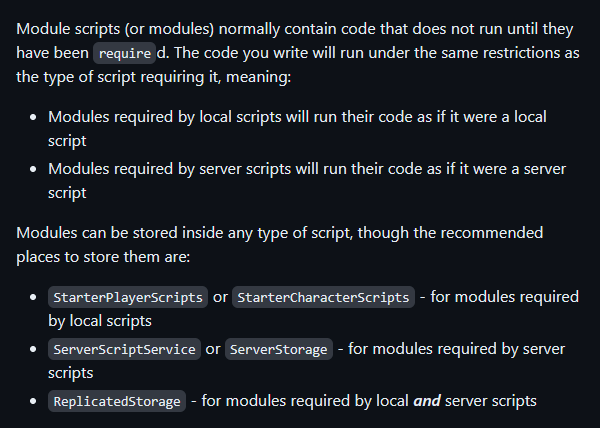 Module scripts (or modules) normally contain code that does not run until they
have been required. The code you write will run under the same restrictions as
the type of script requiring it, meaning:
• Modules required by local scripts will run their code as if it were a local
script
• Modules required by server scripts will run their code as if it were a server
script
Modules can be stored inside any type of script, though the recommended
places to store them are:
• StarterPlayerScripts or StarterCharacterScripts - for modules required
by local scripts
• ServerScriptService or ServerStorage - for modules required by server
scripts
• ReplicatedStorage - for modules required by local and server scripts